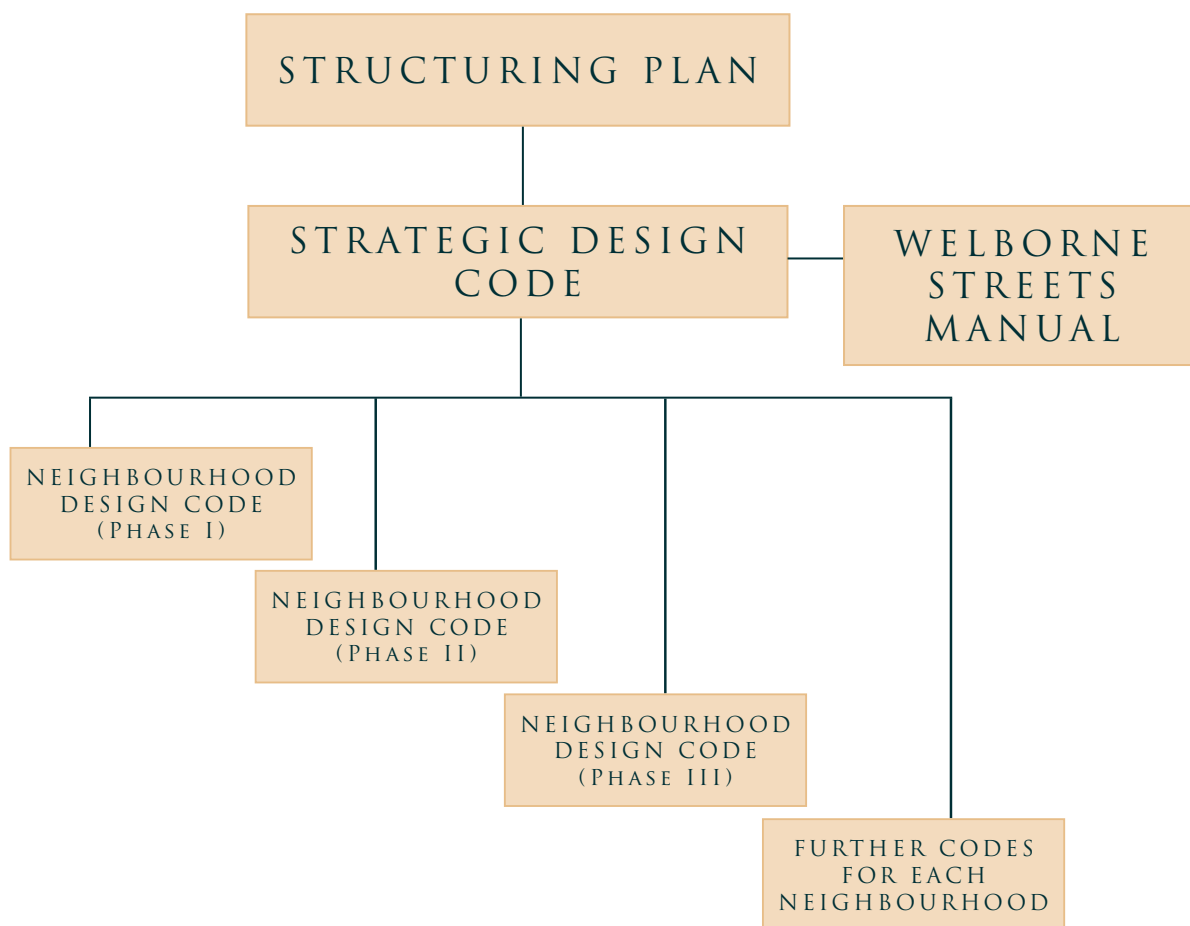 STRUCTURING PLAN
STRATEGIC DESIGN
CODE
WELBORNE
STREETS
MANUAL
NEIGHBOURHOOD
DESIGN CODE
(PHASE I)
NEIGHBOURHOOD
DESIGN CODE
(PHASE II)
NEIGHBOURHOOD
DESIGN CODE
(PHASE III)
FURTHER CODES
FOR EACH
NEIGHBOURHOOD